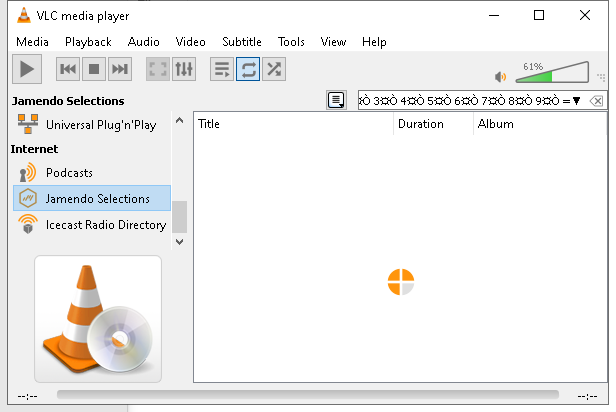 VLC media player
Media Playback Audio Video Subtitle Tools View Help
61%
Jamendo Selections
3¤Ò 4¤Ò 5¤Ò 6¤Ò 7¤Ò 8¤Ò 9¤Ò =▼
Universal Plug'n'Play
Title Duration Album
Internet
Podcasts
Jamendo Selections
Icecast Radio Directory
--:-- --:--